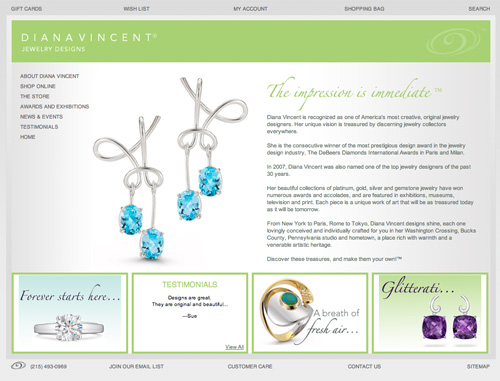 GIFT CARDS WISH LIST MY ACCOUNT SHOPPING BAG SEARCH
DIANA VINCENT®
JEWELRY DESIGNS
ABOUT DIANA VINCENT
SHOP ONLINE
THE STORE
AWARDS AND EXHIBITIONS
NEWS & EVENTS
TESTIMONIALS
HOME
The impression is immediate ™
Diana Vincent is recognized as one of America's most creative, original jewelry
designers. Her unique vision is treasured by discerning jewelry collectors
everywhere.
She is the consecutive winner of the most prestigious design award in the jewelry
design industry, The DeBeers Diamonds International Awards in Paris and Milan.
In 2007, Diana Vincent was also named one of the top jewelry designers of the past
30 years.
Her beautiful collections of platinum, gold, silver and gemstone jewelry have won
numerous awards and accolades, and are featured in exhibitions, museums,
television and print. Each piece is a unique work of art that will be as treasured today
as it will be tomorrow.
From New York to Paris, Rome to Tokyo, Diana Vincent designs shine, each one
lovingly conceived and individually crafted for you in her Washington Crossing, Bucks
County, Pennsylvania studio and hometown, a place rich with warmth and a
venerable artistic heritage.
Discover these treasures, and make them your own!™
Forever starts here...
TESTIMONIALS
Designs are great.
They are original and beautiful...
—Sue
View All
A breath of
fresh air...
Glitterati...
(215) 493-0969 JOIN OUR EMAIL LIST CUSTOMER CARE CONTACT US SITEMAP